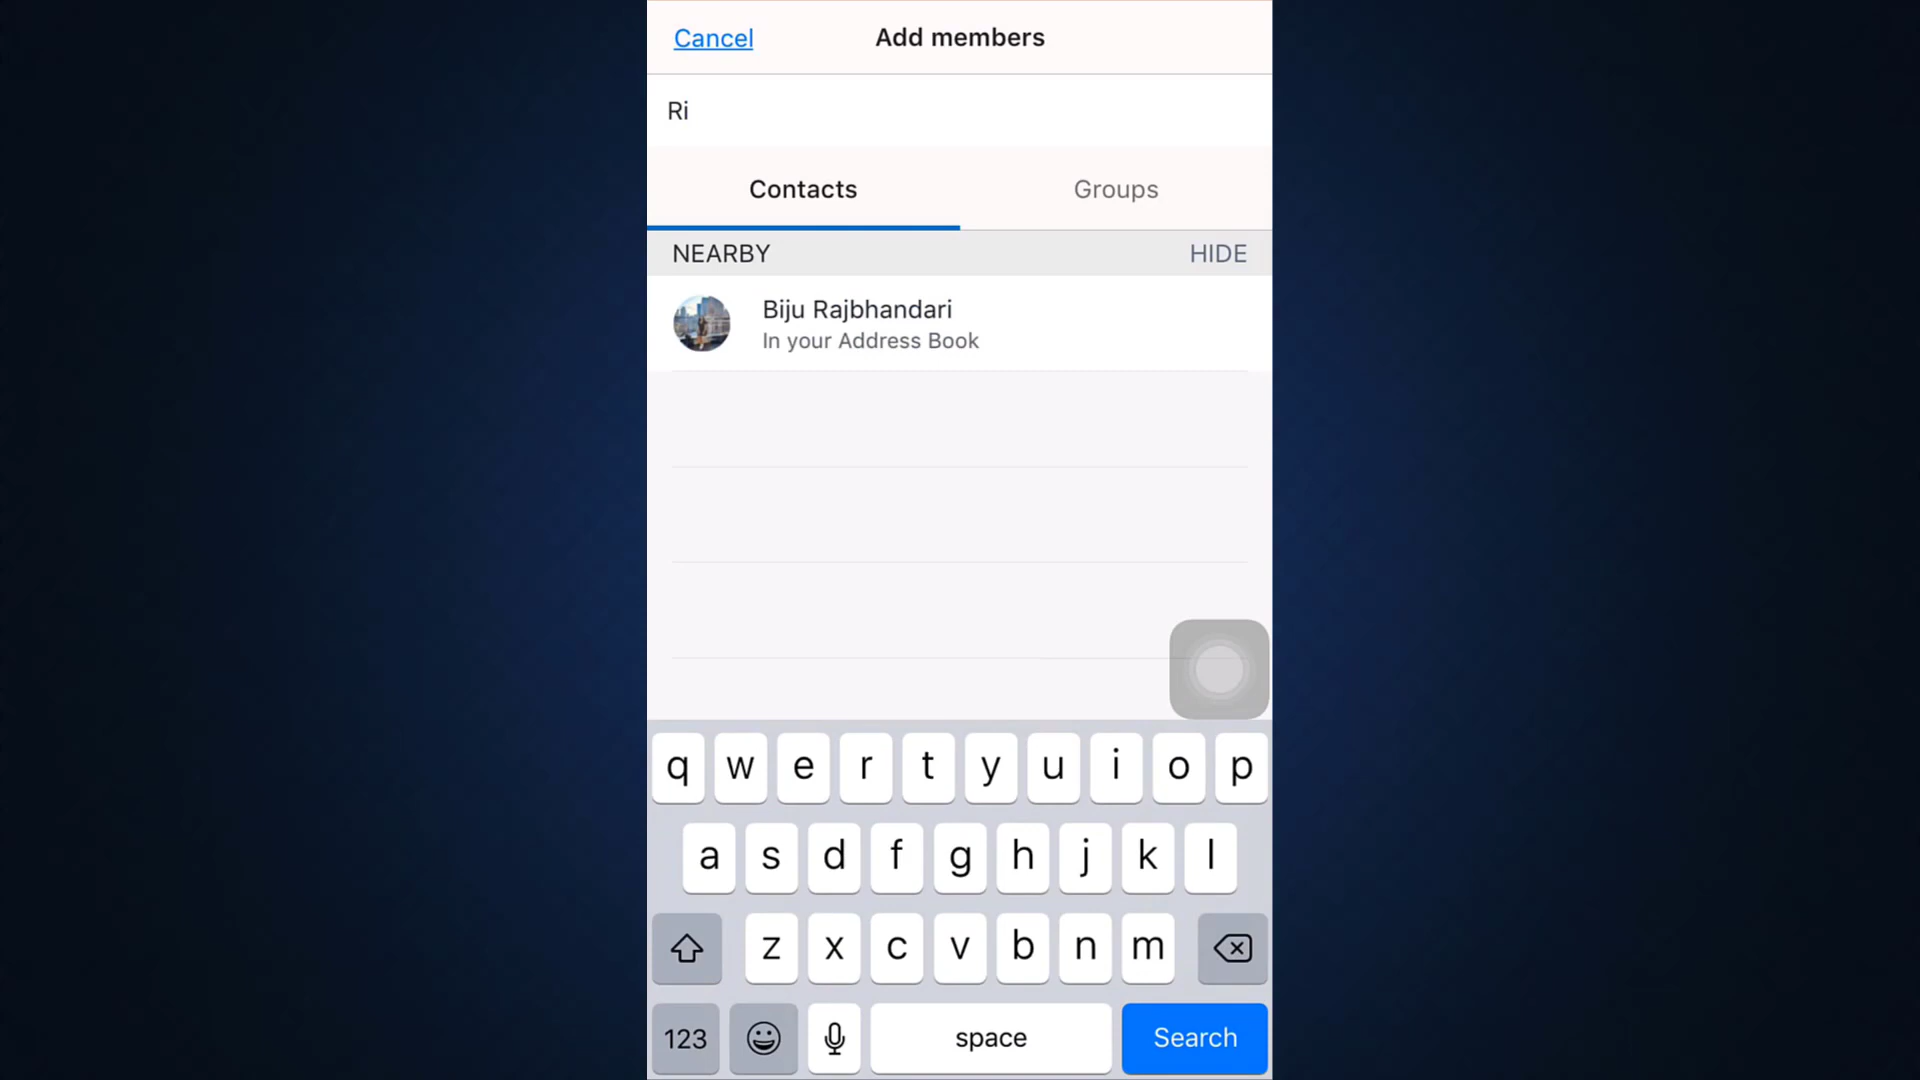 Cancel
Add members
Ri
Contacts
Groups
NEARBY
HIDE
Biju Rajbhandari
In your Address Book
q w e r t y u i o p
a s d f g h j k l
z x c v b n m
123
space
Search